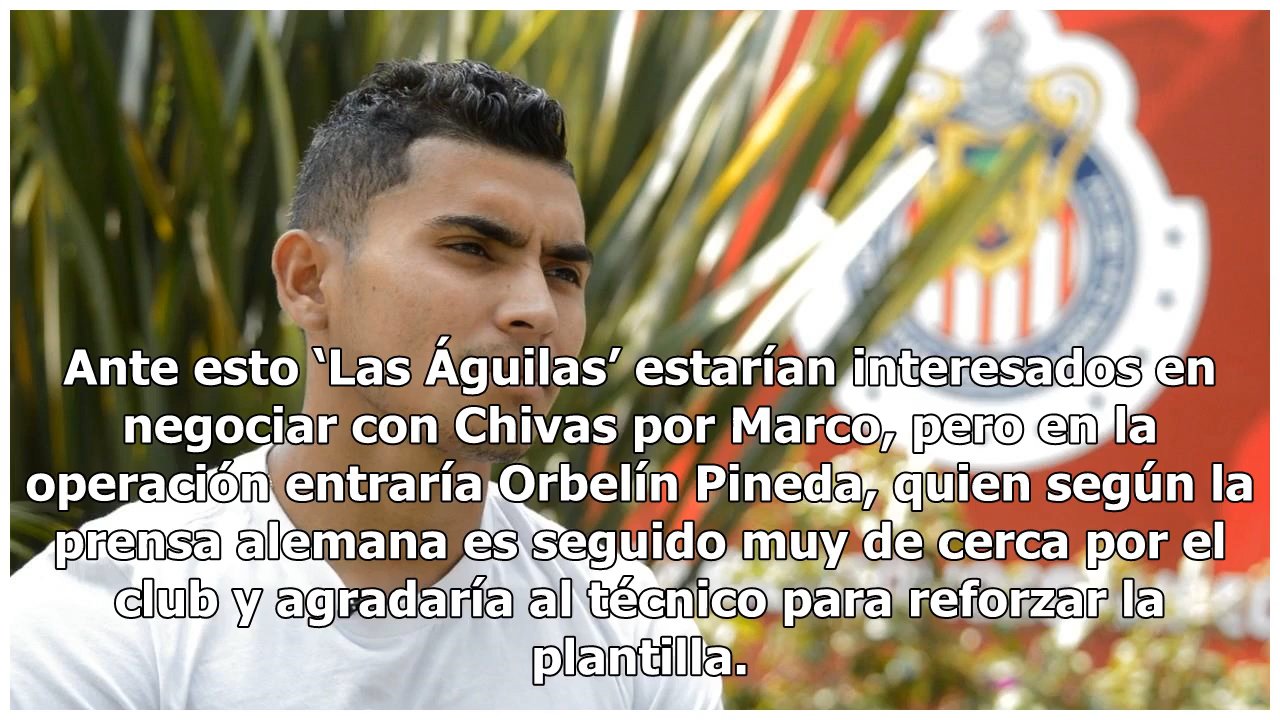 Ante esto ‘Las Águilas’ estarían interesados en
negociar con Chivas por Marco, pero en la
operación entraría Orbelín Pineda, quien según la
prensa alemana es seguido muy de cerca por el
club y agradaría al técnico para reforzar la
plantilla.